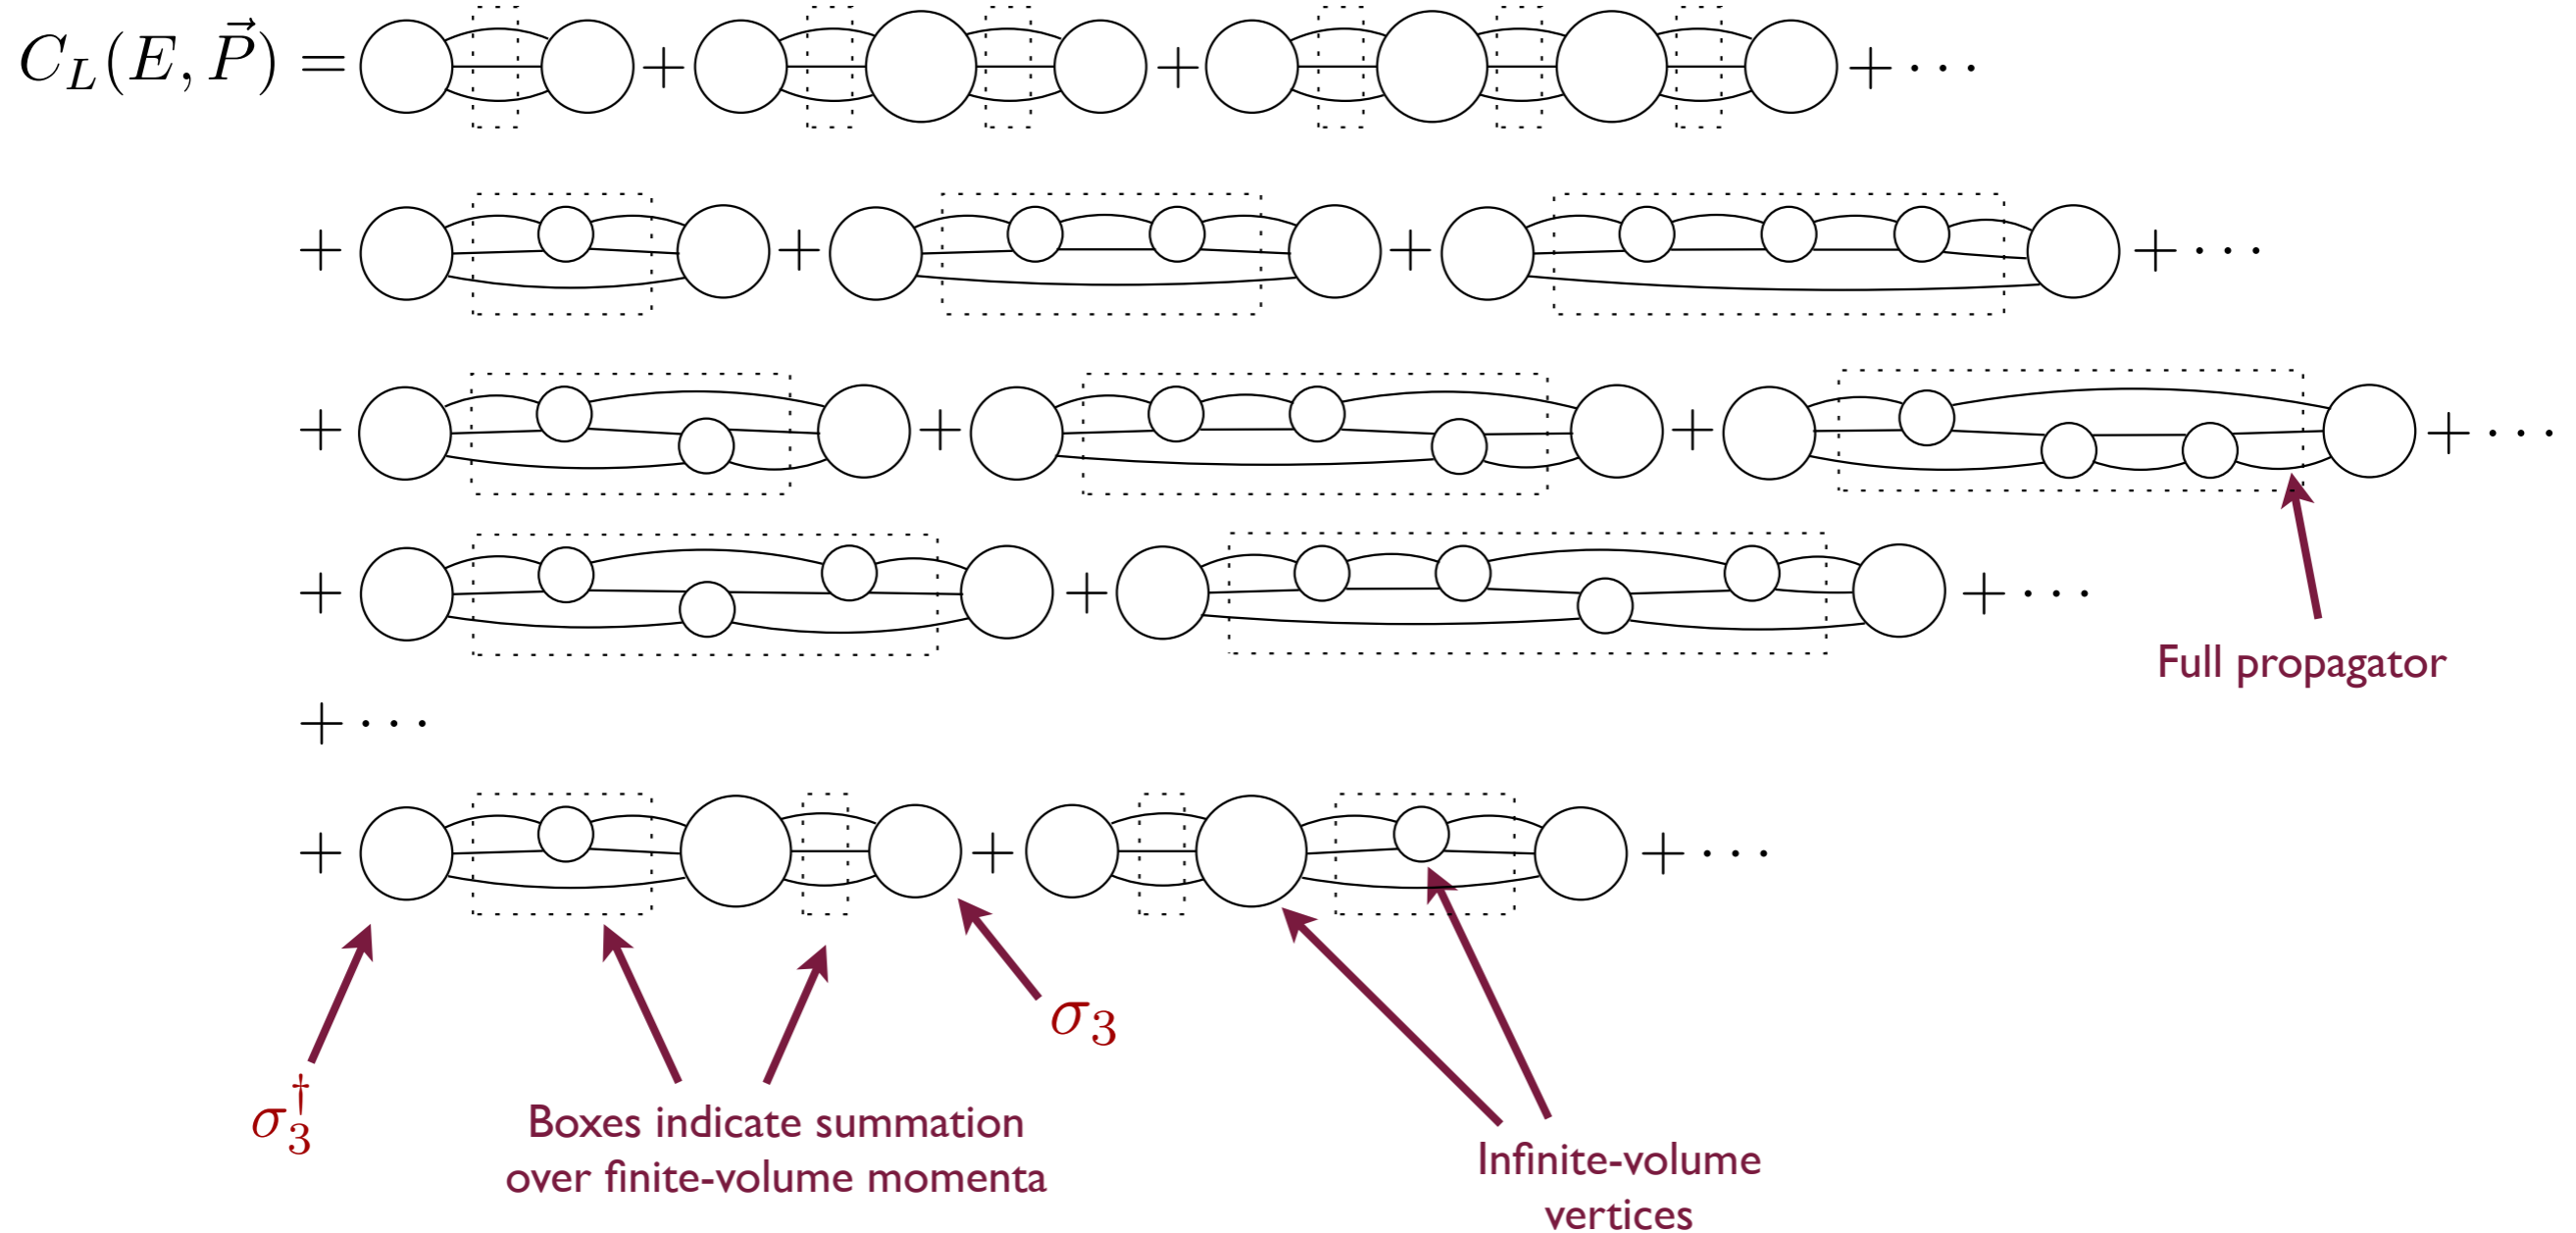 C_L(E, \vec{P}) = + + + ⋯
+ + + + ⋯
+ + + + ⋯
+ + + ⋯
Full propagator
+ ⋯
+ + + ⋯
σ_3
σ_3^†
Boxes indicate summation
over finite-volume momenta
Infinite-volume
vertices